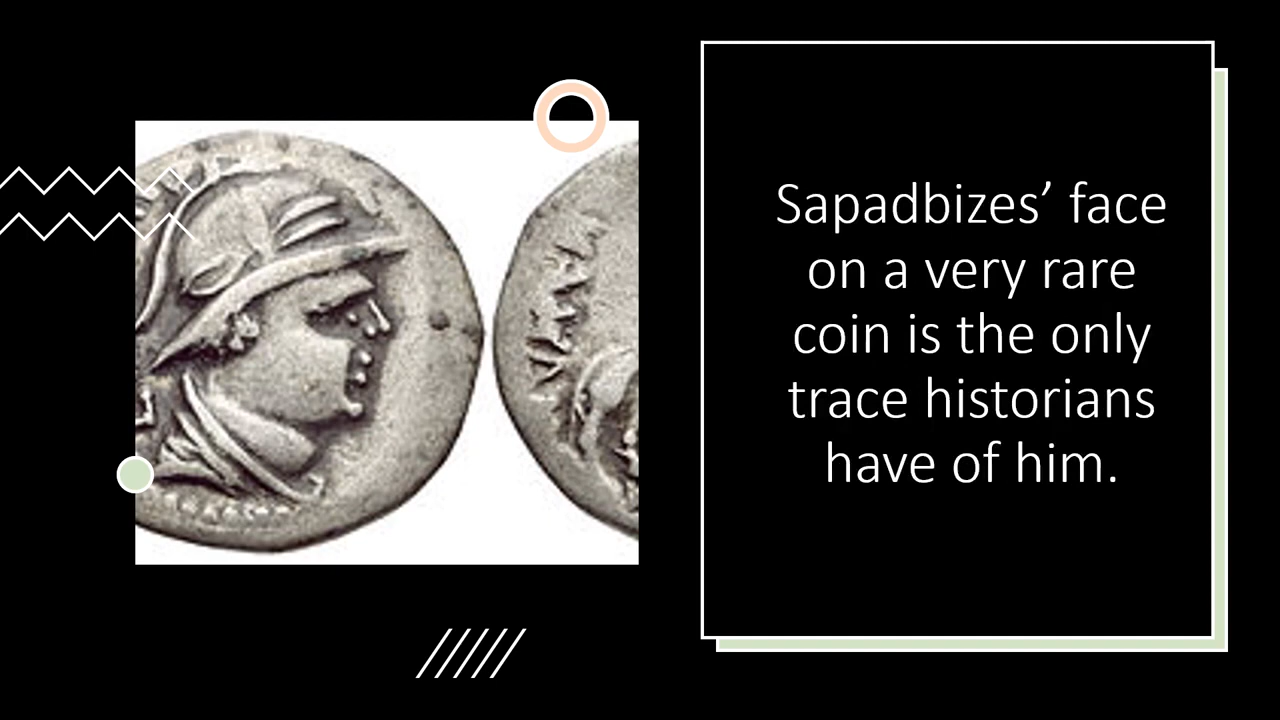 Sapadbizes’ face
on a very rare
coin is the only
trace historians
have of him.